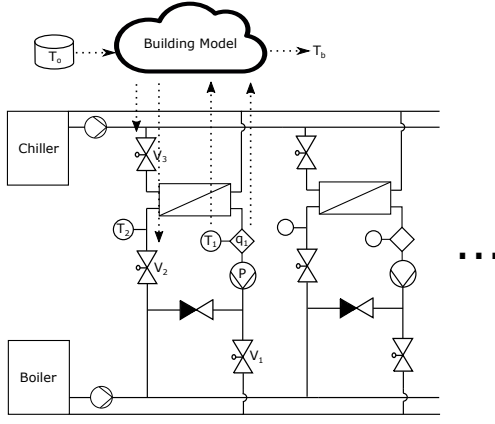 Building Model
Tₒ
T_b
Chiller
V₃
T₂
T₁
q₁
V₂
P
V₁
Boiler
...